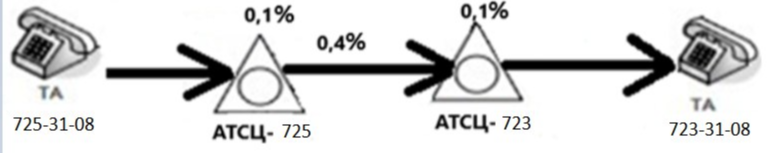 0,1%
0,4%
0,1%
ТА
725-31-08
АТСЦ- 725
АТСЦ- 723
ТА
723-31-08